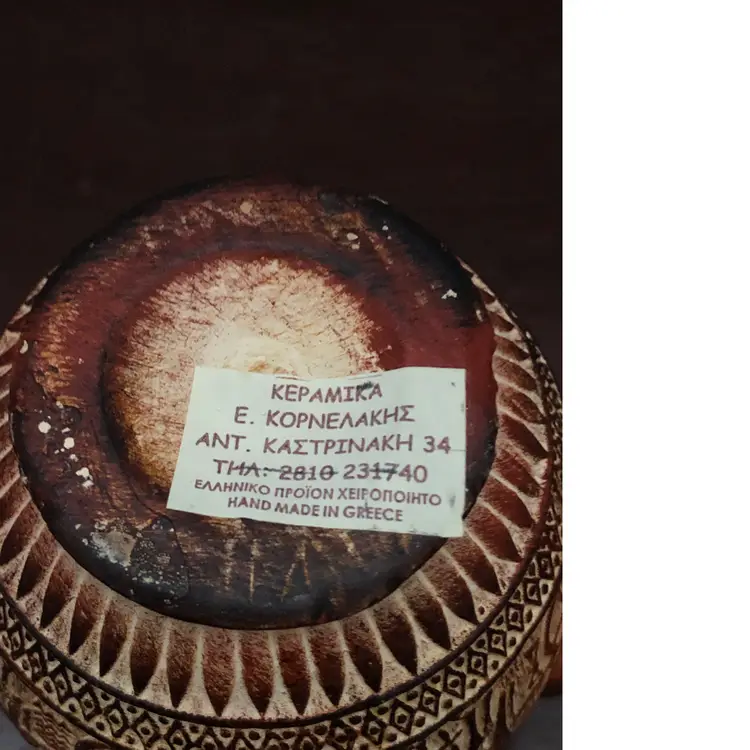 ΚΕΡΑΜΙΚΑ
Ε. ΚΟΡΝΕΛΑΚΗΣ
ΑΝΤ. ΚΑΣΤΡΙΝΑΚΗ 34
ΤΗΛ: 2810 231740
ΕΛΛΗΝΙΚΟ ΠΡΟΪΟΝ ΧΕΙΡΟΠΟΙΗΤΟ
HAND MADE IN GREECE